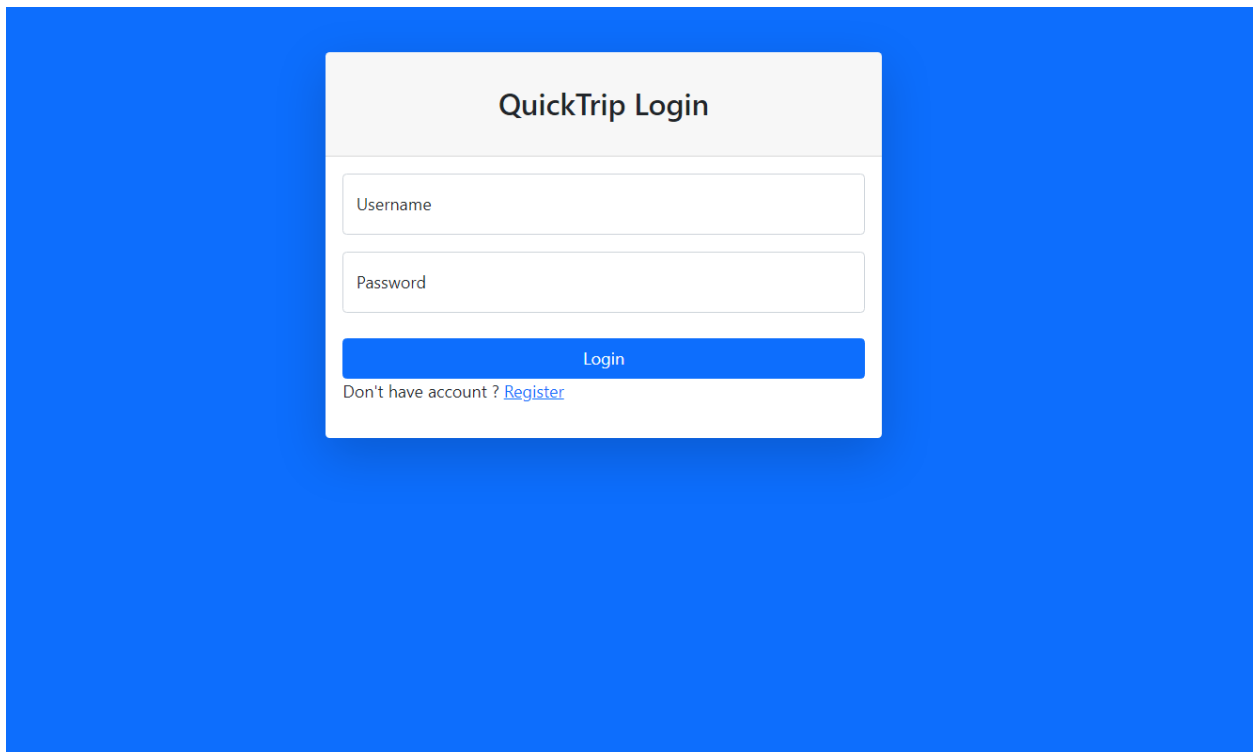 QuickTrip Login
Username
Password
Login
Don't have account ? Register